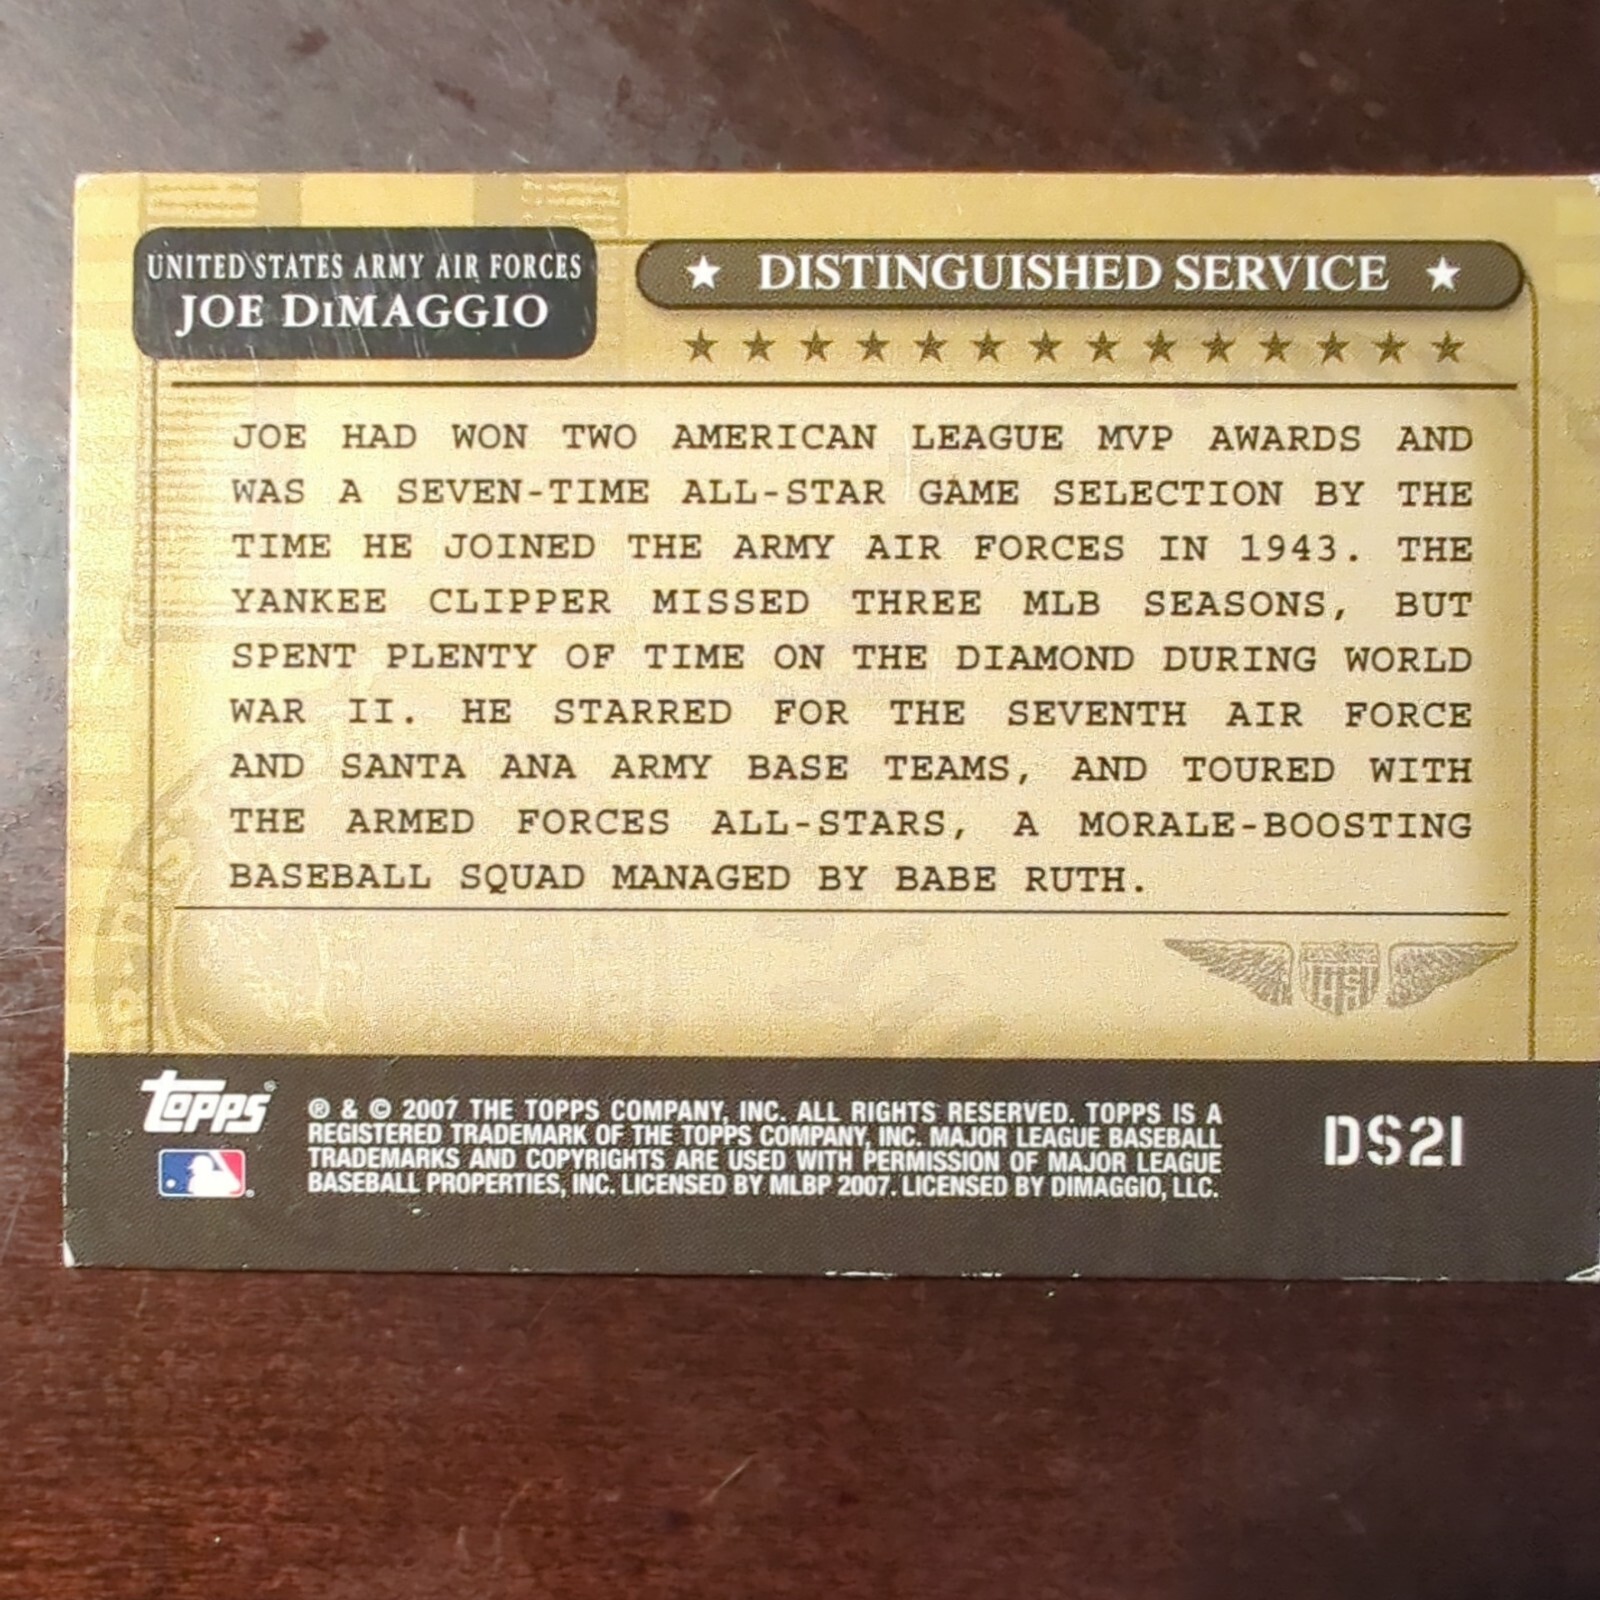 UNITED STATES ARMY AIR FORCES
JOE DiMAGGIO
★ DISTINGUISHED SERVICE ★
JOE HAD WON TWO AMERICAN LEAGUE MVP AWARDS AND
WAS A SEVEN-TIME ALL-STAR GAME SELECTION BY THE
TIME HE JOINED THE ARMY AIR FORCES IN 1943. THE
YANKEE CLIPPER MISSED THREE MLB SEASONS, BUT
SPENT PLENTY OF TIME ON THE DIAMOND DURING WORLD
WAR II. HE STARRED FOR THE SEVENTH AIR FORCE
AND SANTA ANA ARMY BASE TEAMS, AND TOURED WITH
THE ARMED FORCES ALL-STARS, A MORALE-BOOSTING
BASEBALL SQUAD MANAGED BY BABE RUTH.
topps®
® & © 2007 THE TOPPS COMPANY, INC. ALL RIGHTS RESERVED. TOPPS IS A
REGISTERED TRADEMARK OF THE TOPPS COMPANY, INC. MAJOR LEAGUE BASEBALL
TRADEMARKS AND COPYRIGHTS ARE USED WITH PERMISSION OF MAJOR LEAGUE
BASEBALL PROPERTIES, INC. LICENSED BY MLBP 2007. LICENSED BY DIMAGGIO, LLC.
DS21